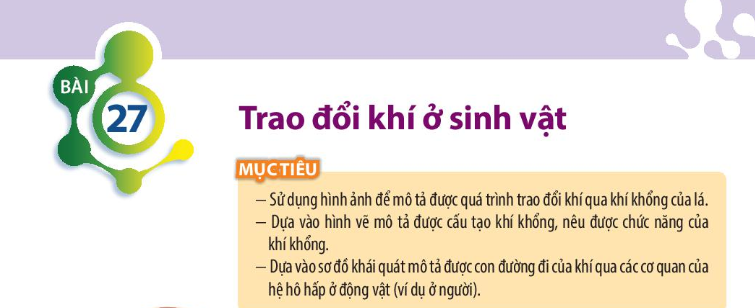 BÀI
27
Trao đổi khí ở sinh vật
MỤC TIÊU
– Sử dụng hình ảnh để mô tả được quá trình trao đổi khí qua khí khổng của lá.
– Dựa vào hình vẽ mô tả được cấu tạo khí khổng, nêu được chức năng của
khí khổng.
– Dựa vào sơ đồ khái quát mô tả được con đường đi của khí qua các cơ quan của
hệ hô hấp ở động vật (ví dụ ở người).